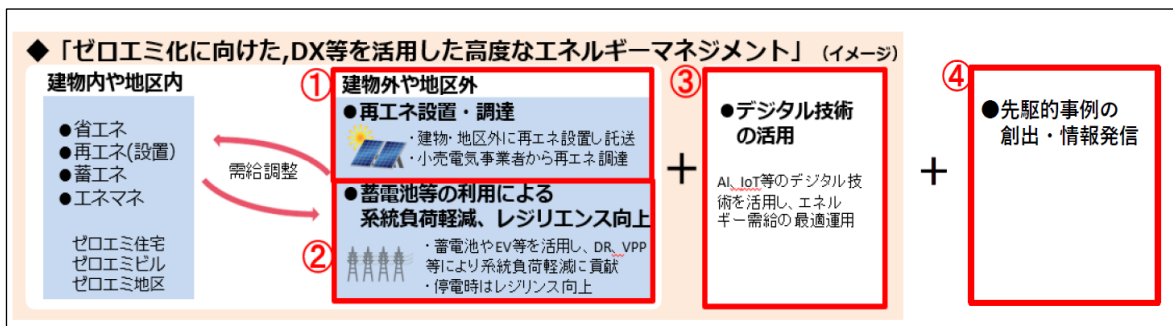 ◆「ゼロエミ化に向けた,DX等を活用した高度なエネルギーマネジメント」（イメージ）
建物内や地区内
●省エネ
●再エネ(設置)
●蓄エネ
●エネマネ
ゼロエミ住宅
ゼロエミビル
ゼロエミ地区
需給調整
①
建物外や地区外
●再エネ設置・調達
・建物・地区外に再エネ設置し託送
・小売電気事業者から再エネ調達
②
●蓄電池等の利用による
系統負荷軽減、レジリエンス向上
・蓄電池やEV等を活用し、DR、VPP
等により系統負荷軽減に貢献
・停電時はレジリンス向上
＋
③
●デジタル技術
の活用
AI、IoT等のデジタル技
術を活用し、エネル
ギー需給の最適運用
＋
④
●先駆的事例の
創出・情報発信